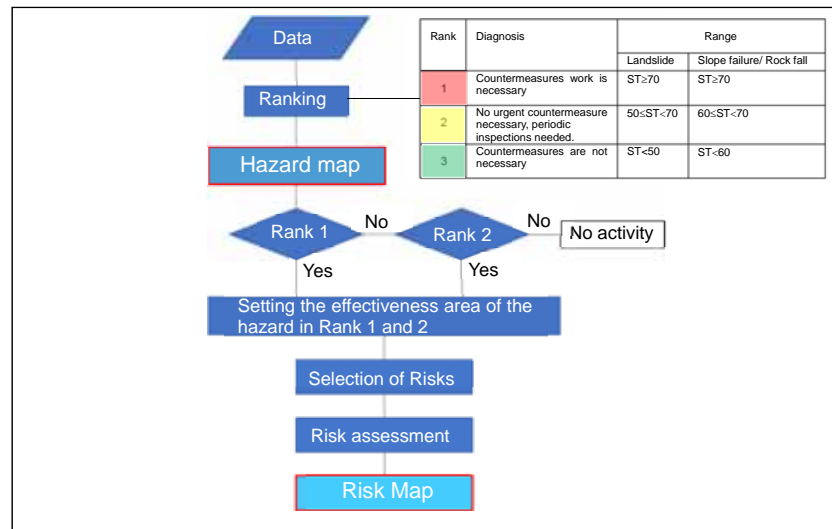 Data
Ranking
Hazard map
Rank Diagnosis Range
Landslide Slope failure/ Rock fall
1 Countermeasures work is
necessary
ST≥70 ST≥70
2 No urgent countermeasure
necessary, periodic
inspections needed.
50≤ST<70 60≤ST<70
3 Countermeasures are not
necessary
ST<50 ST<60
Rank 1 No Rank 2 No No activity
Yes Yes
Setting the effectiveness area of the
hazard in Rank 1 and 2
Selection of Risks
Risk assessment
Risk Map